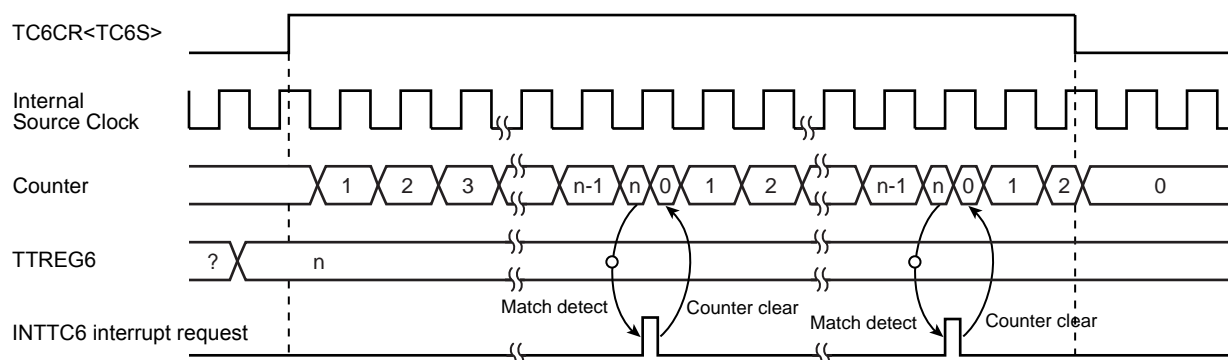 TC6CR<TC6S>
Internal
Source Clock
Counter
1 2 3 n-1 n 0 1 2 n-1 n 0 1 2 0
TTREG6
? n
Match detect Counter clear Match detect Counter clear
INTTC6 interrupt request